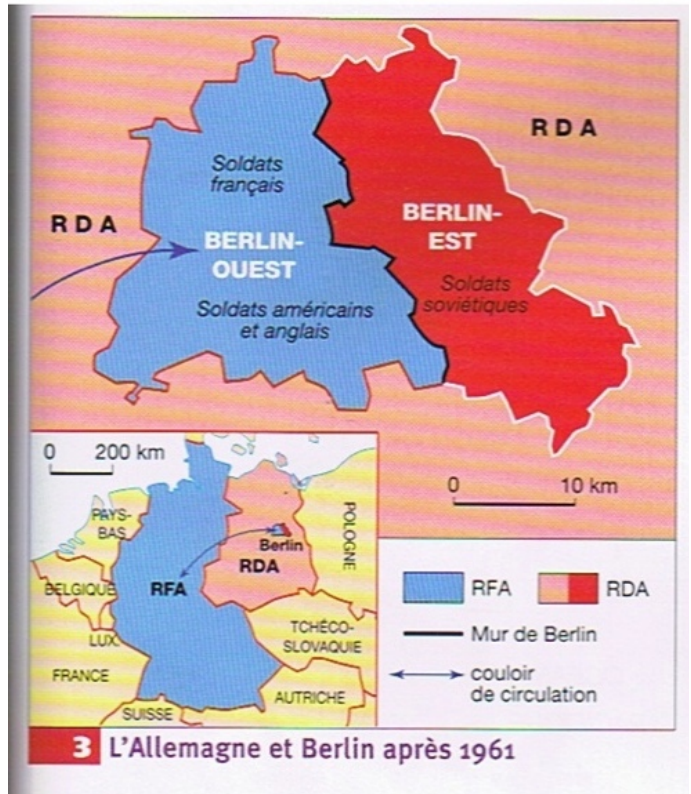 RDA
Soldats
français
RDA
BERLIN-
OUEST
BERLIN-
EST
Soldats
soviétiques
Soldats américains
et anglais
0 200 km
0 10 km
PAYS-
BAS
POLOGNE
Berlin
RDA
RFA
BELGIQUE
LUX.
TCHÉCO-
SLOVAQUIE
FRANCE
AUTRICHE
SUISSE
RFA
RDA
Mur de Berlin
couloir
de circulation
3 L'Allemagne et Berlin après 1961